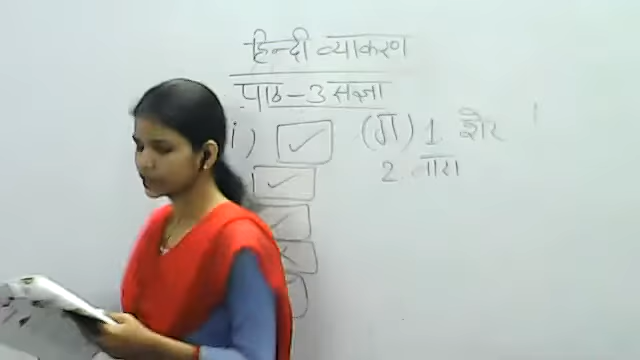 हिन्दी व्याकरण
पाठ-3 संज्ञा
i)
(ग) 1 शेर
2. तारा